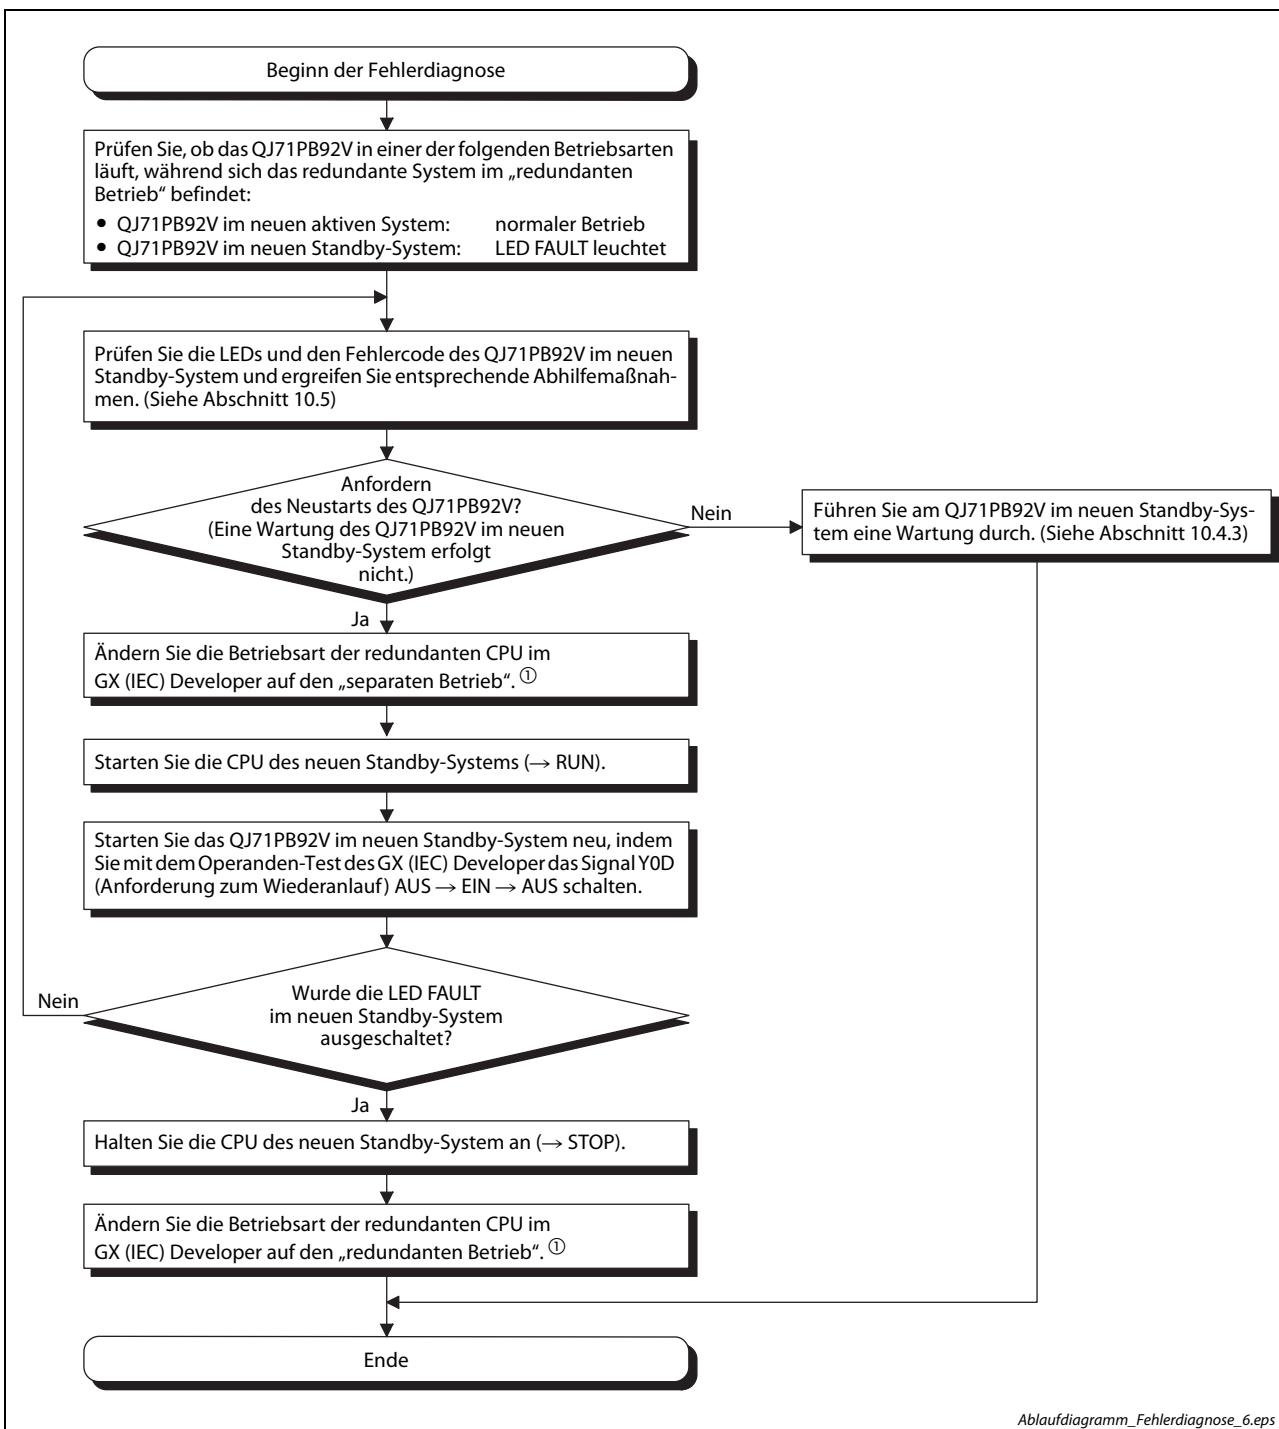 Beginn der Fehlerdiagnose
Prüfen Sie, ob das QJ71PB92V in einer der folgenden Betriebsarten
läuft, während sich das redundante System im „redundanten
Betrieb“ befindet:
• QJ71PB92V im neuen aktiven System: normaler Betrieb
• QJ71PB92V im neuen Standby-System: LED FAULT leuchtet
Prüfen Sie die LEDs und den Fehlercode des QJ71PB92V im neuen
Standby-System und ergreifen Sie entsprechende Abhilfemaßnah-
men. (Siehe Abschnitt 10.5)
Anfordern
des Neustarts des QJ71PB92V?
(Eine Wartung des QJ71PB92V im neuen
Standby-System erfolgt
nicht.)
Nein
Führen Sie am QJ71PB92V im neuen Standby-Sys-
tem eine Wartung durch. (Siehe Abschnitt 10.4.3)
Ja
Ändern Sie die Betriebsart der redundanten CPU im
GX (IEC) Developer auf den „separaten Betrieb“. ①
Starten Sie die CPU des neuen Standby-Systems (→ RUN).
Starten Sie das QJ71PB92V im neuen Standby-System neu, indem
Sie mit dem Operanden-Test des GX (IEC) Developer das Signal Y0D
(Anforderung zum Wiederanlauf) AUS → EIN → AUS schalten.
Nein
Wurde die LED FAULT
im neuen Standby-System
ausgeschaltet?
Ja
Halten Sie die CPU des neuen Standby-System an (→ STOP).
Ändern Sie die Betriebsart der redundanten CPU im
GX (IEC) Developer auf den „redundanten Betrieb“. ①
Ende
Ablaufdiagramm_Fehlerdiagnose_6.eps